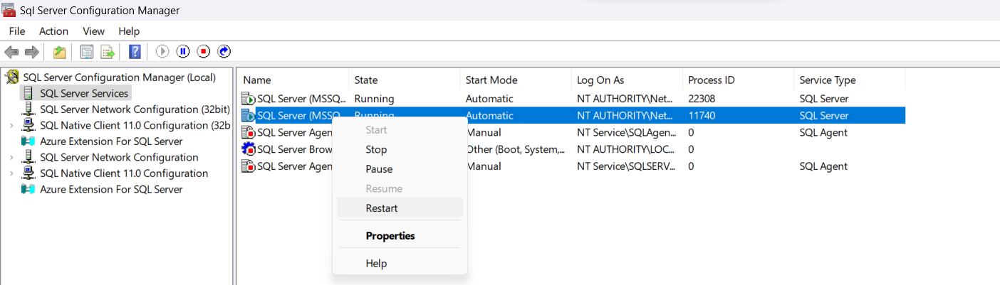 Sql Server Configuration Manager
File Action View Help
SQL Server Configuration Manager (Local)
SQL Server Services
SQL Server Network Configuration (32bit)
SQL Native Client 11.0 Configuration (32b
Azure Extension For SQL Server
SQL Server Network Configuration
SQL Native Client 11.0 Configuration
Azure Extension For SQL Server
Name State Start Mode Log On As Process ID Service Type
SQL Server (MSSQ... Running Automatic NT AUTHORITY\Net... 22308 SQL Server
SQL Server (MSSQ Running Automatic NT AUTHORITY\Net... 11740 SQL Server
SQL Server Agen Manual NT Service\SQLAgen... 0 SQL Agent
SQL Server Brow Other (Boot, System,... NT AUTHORITY\LOC... 0
SQL Server Agen Manual NT Service\SQLSERV... 0 SQL Agent
Start
Stop
Pause
Resume
Restart
Properties
Help